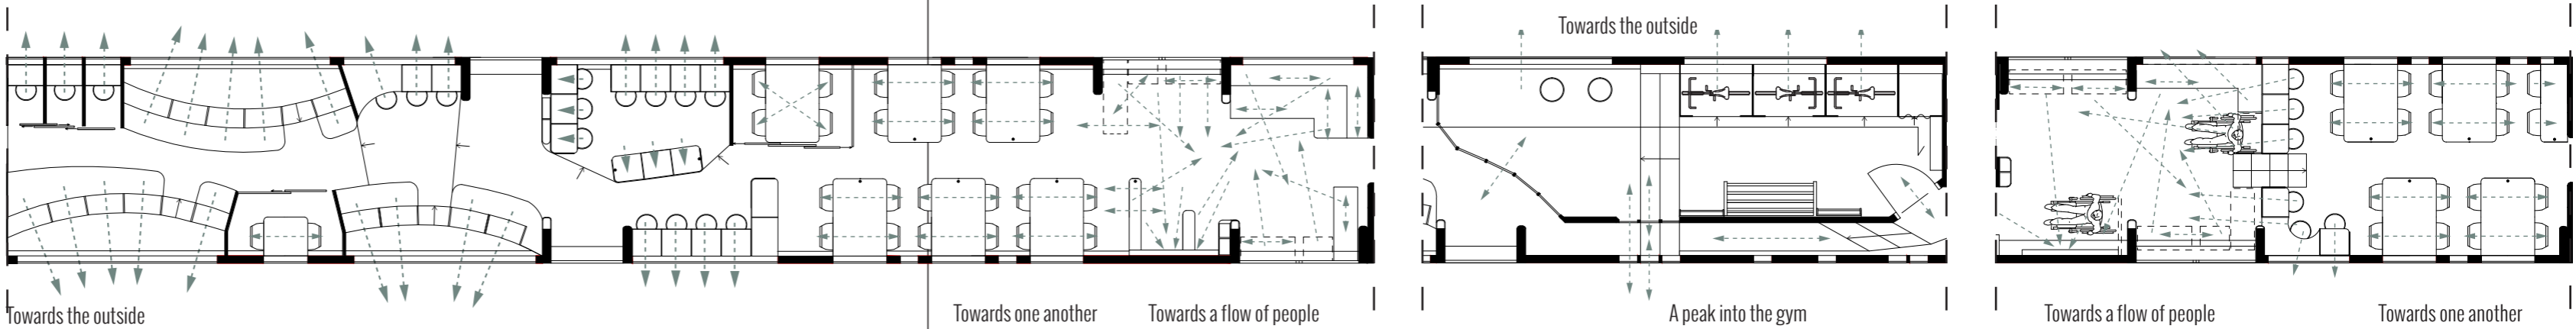 Towards the outside
Towards the outside
Towards one another
Towards a flow of people
A peak into the gym
Towards a flow of people
Towards one another